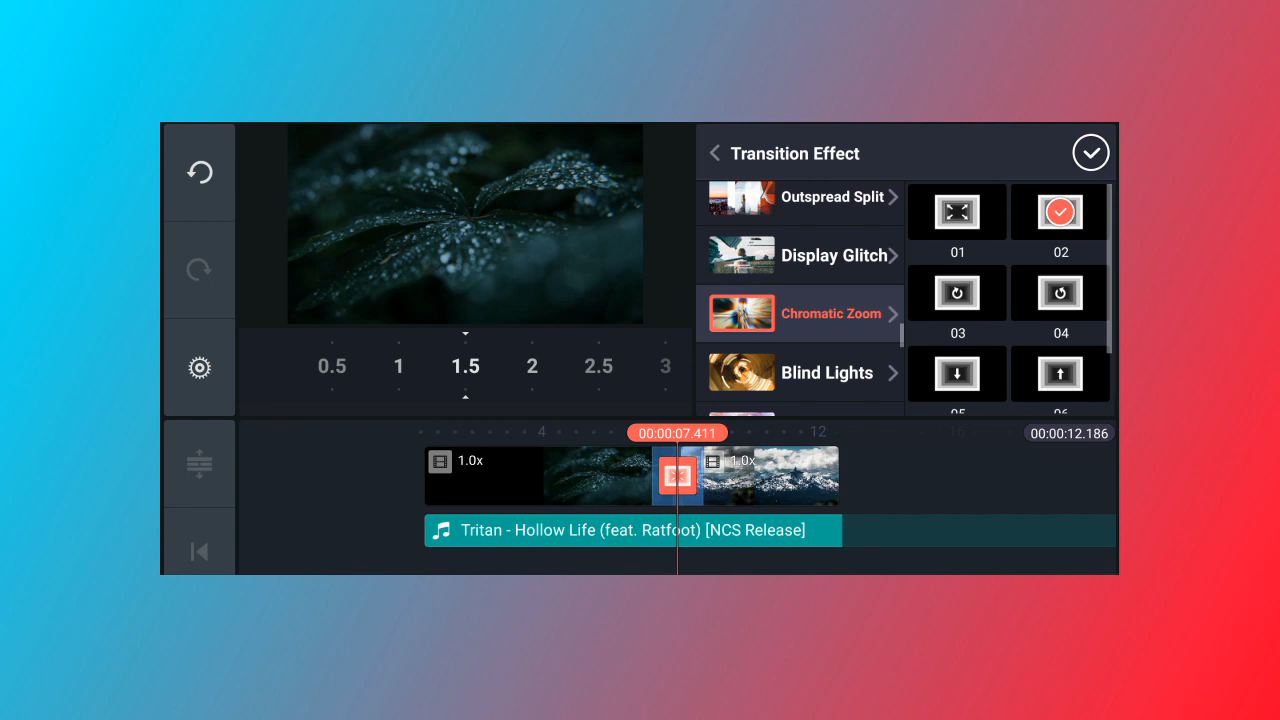 Transition Effect
Outspread Split
Display Glitch
Chromatic Zoom
Blind Lights
01
02
03
04
05
06
0.5
1
1.5
2
2.5
3
4
00:00:07.411
12
16
00:00:12.186
1.0x
1.0x
Tritan - Hollow Life (feat. Ratfoot) [NCS Release]